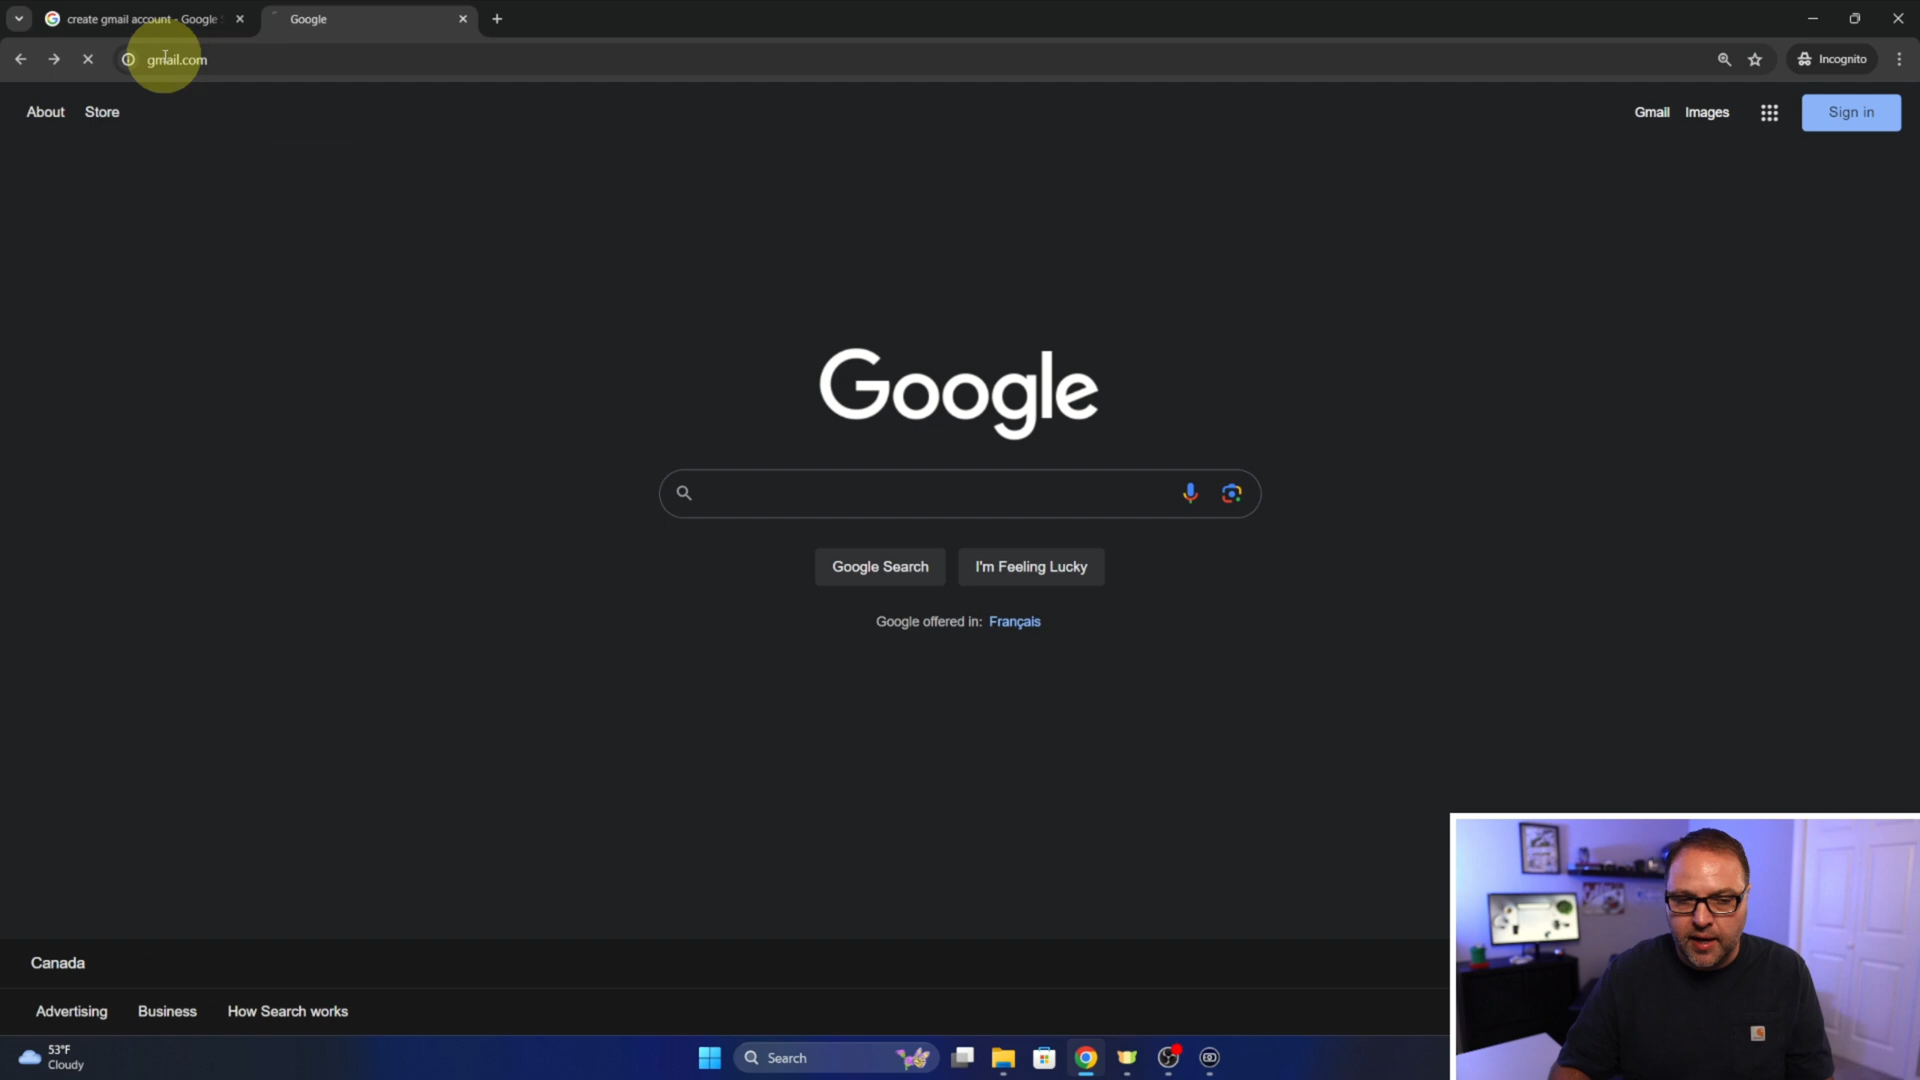 create gmail account - Google S
Google
gmail.com
Incognito
About Store
Gmail Images Sign in
Google
Google Search I'm Feeling Lucky
Google offered in: Français
Canada
Advertising Business How Search works
53°F
Cloudy
Search